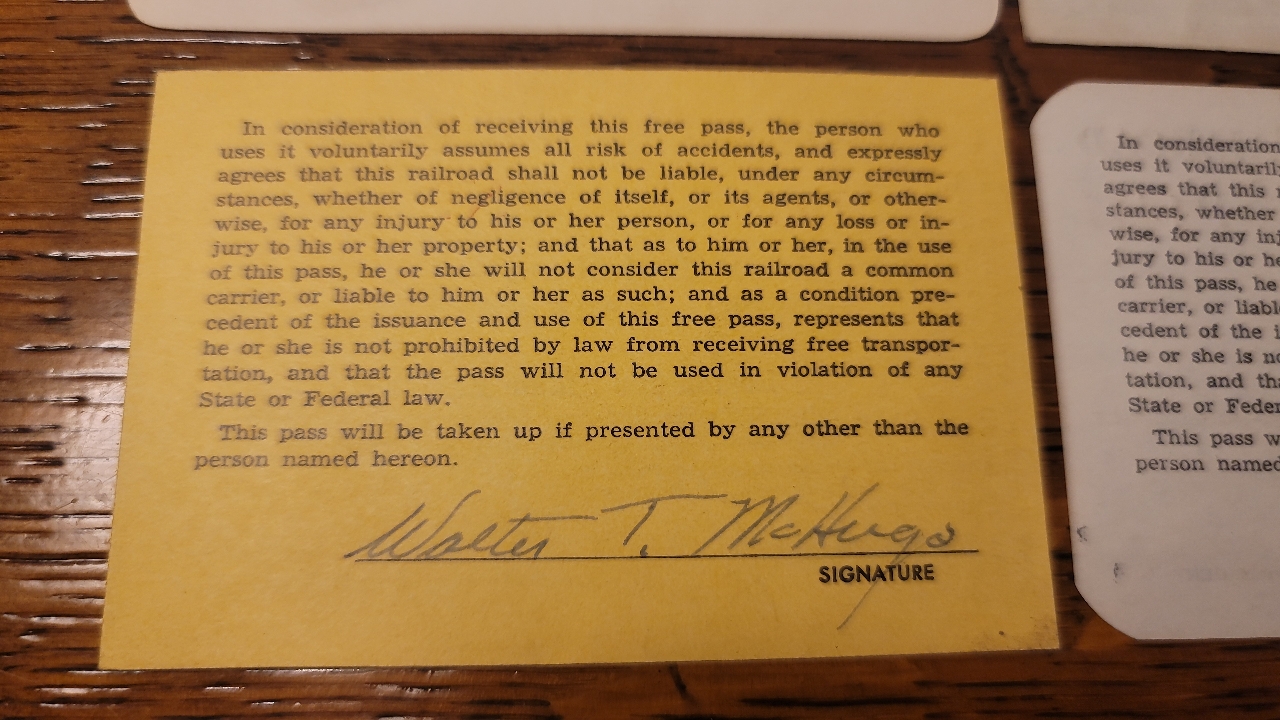 In consideration of receiving this free pass, the person who
uses it voluntarily assumes all risk of accidents, and expressly
agrees that this railroad shall not be liable, under any circum-
stances, whether of negligence of itself, or its agents, or other-
wise, for any injury to his or her person, or for any loss or in-
jury to his or her property; and that as to him or her, in the use
of this pass, he or she will not consider this railroad a common
carrier, or liable to him or her as such; and as a condition pre-
cedent of the issuance and use of this free pass, represents that
he or she is not prohibited by law from receiving free transpor-
tation, and that the pass will not be used in violation of any
State or Federal law.
This pass will be taken up if presented by any other than the
person named hereon.
Walter T. McHugo
SIGNATURE
In consideration
uses it voluntaril
agrees that this
stances, whether
wise, for any in
jury to his or he
of this pass, he
carrier, or liabl
cedent of the i
he or she is no
tation, and tha
State or Feder
This pass w
person named